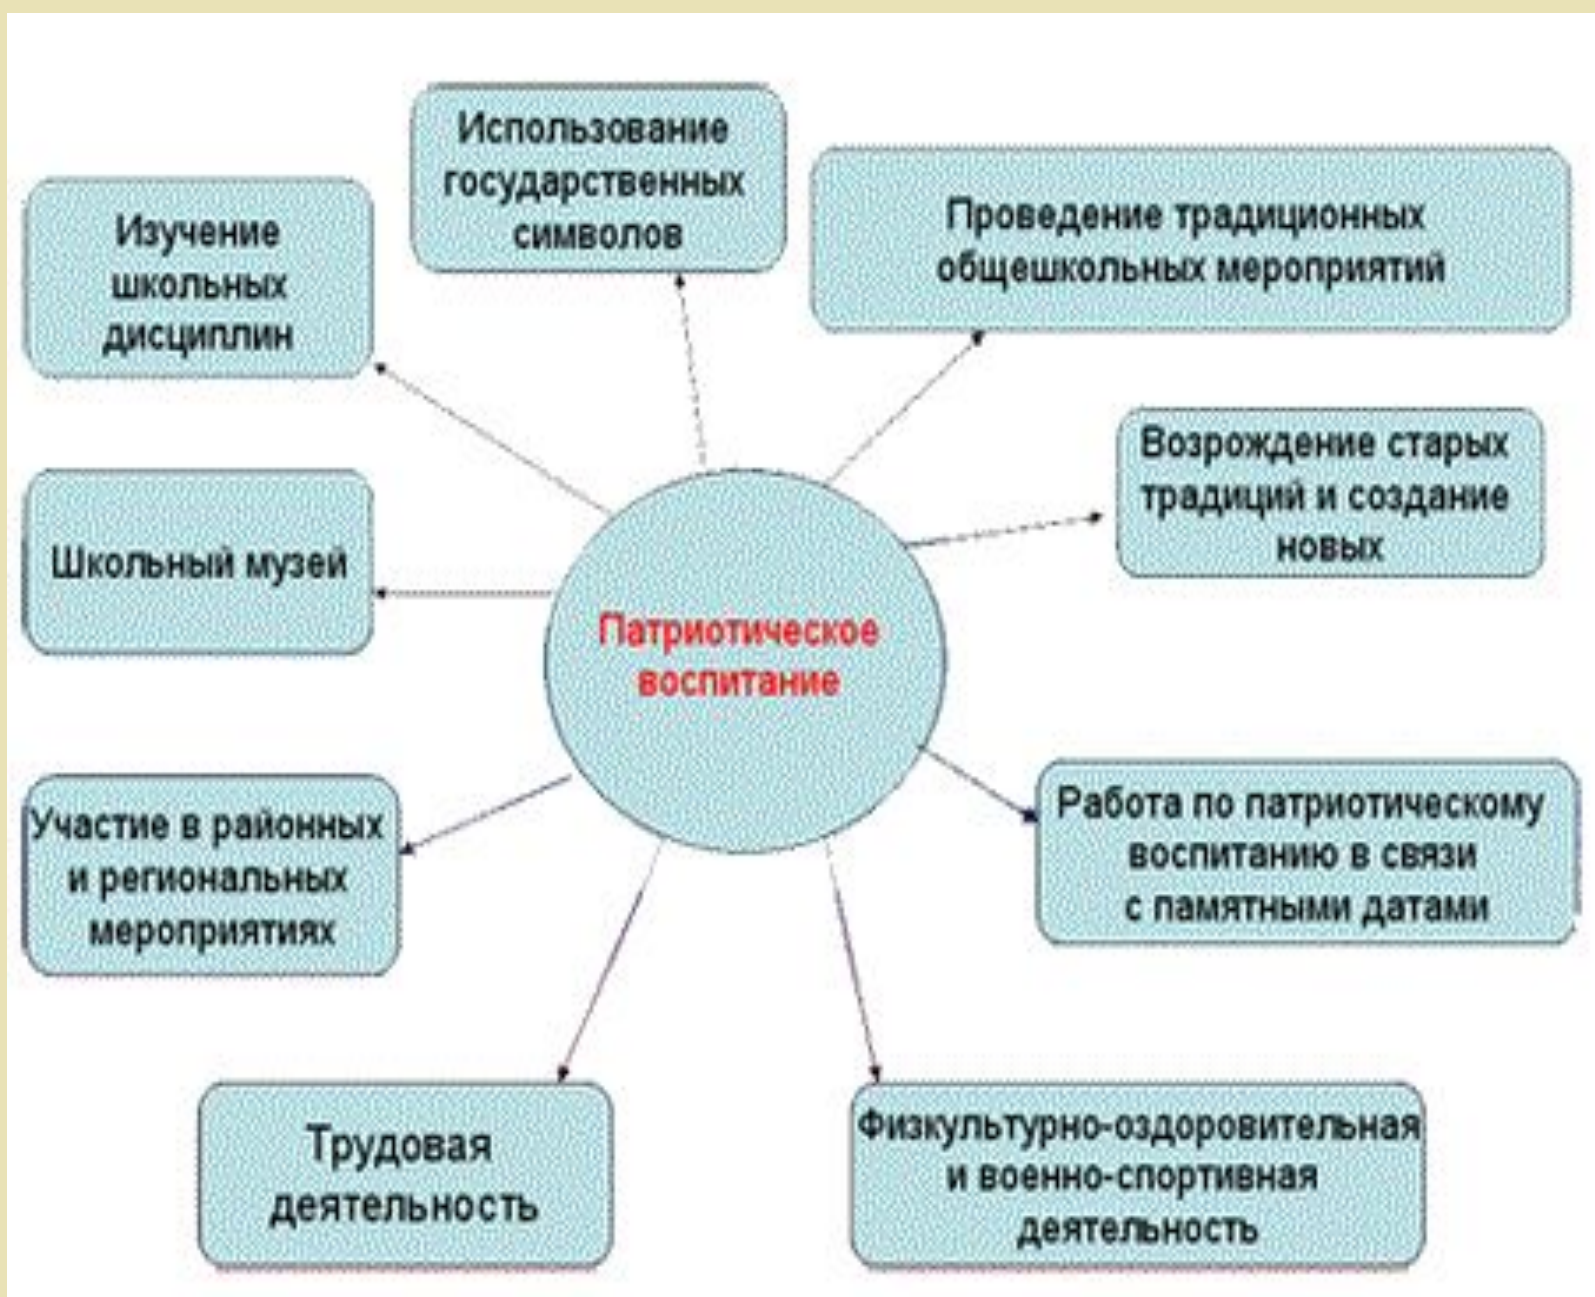 Использование
государственных
символов
Проведение традиционных
общешкольных мероприятий
Изучение
школьных
дисциплин
Возрождение старых
традиций и создание
новых
Школьный музей
Патриотическое
воспитание
Участие в районных
и региональных
мероприятиях
Работа по патриотическому
воспитанию в связи
с памятными датами
Трудовая
деятельность
Физкультурно-оздоровительная
и военно-спортивная
деятельность